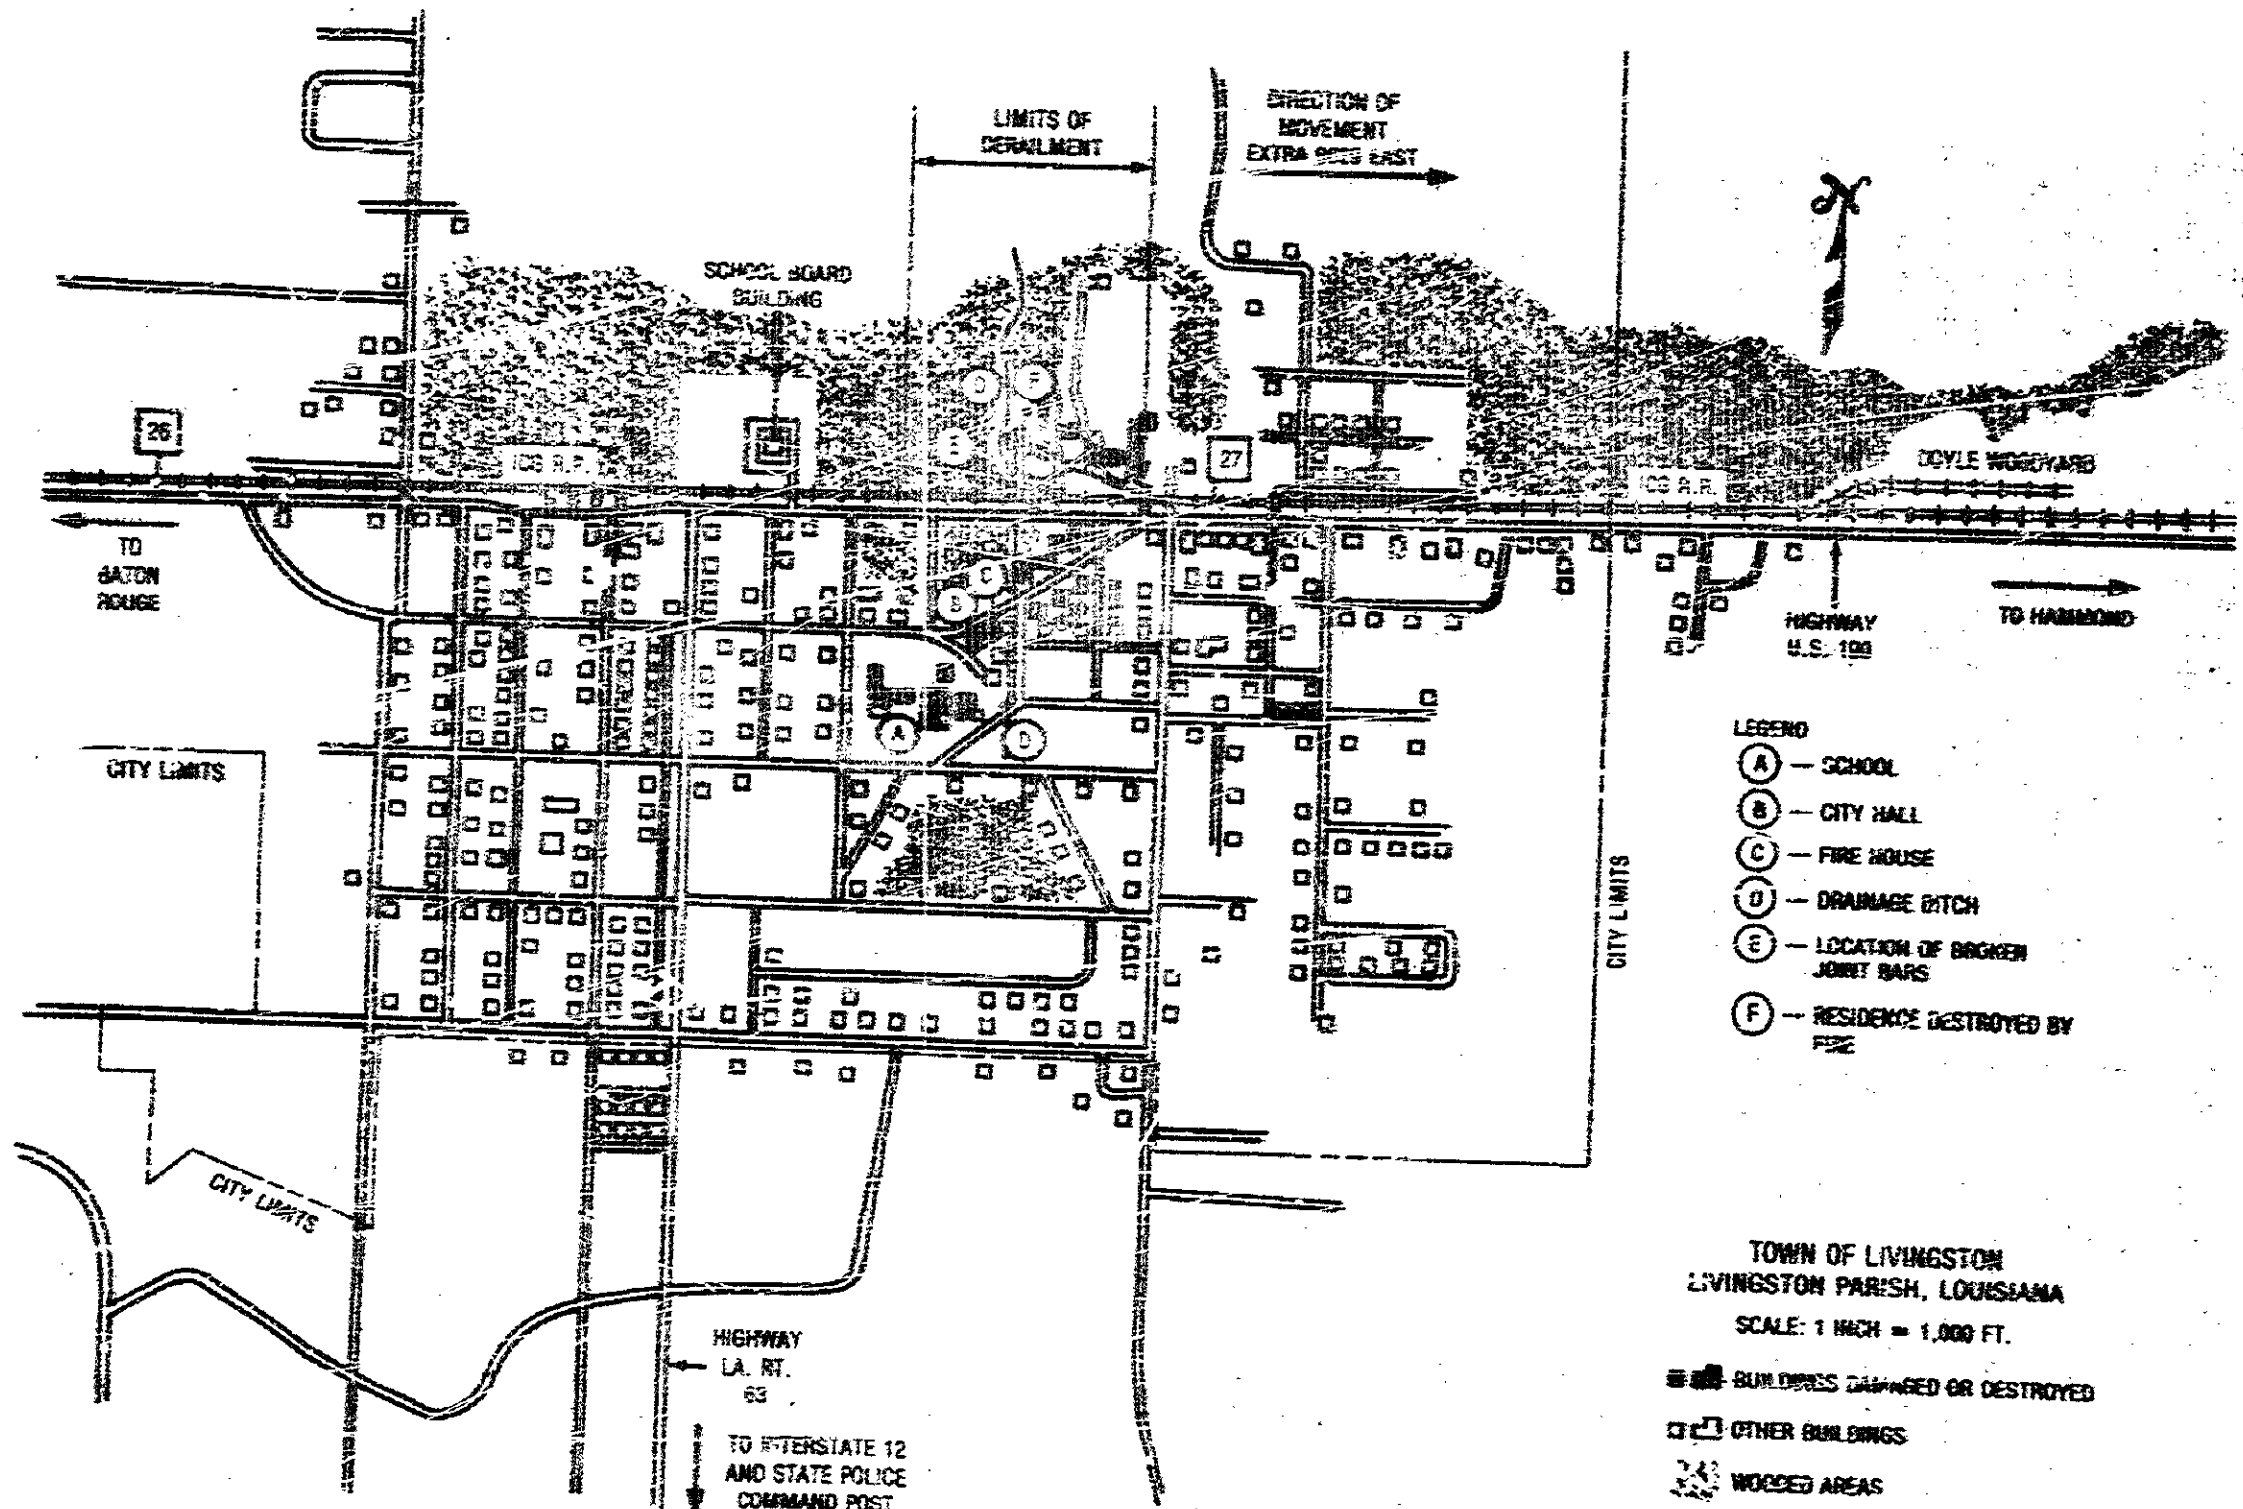 LIMITS OF
DERAILMENT
DIRECTION OF
MOVEMENT
EXTRA EAST
N
SCHOOL BOARD
BUILDING
D
F
E
26
ICG R.R.
27
ICG R.R.
DOYLE WOODYARD
TO
BATON
ROUGE
C
B
HIGHWAY
U.S. 190
TO HAMMOND
A
D
CITY LIMITS
CITY LIMITS
CITY LIMITS
LEGEND
A — SCHOOL
B — CITY HALL
C — FIRE HOUSE
D — DRAINAGE DITCH
E — LOCATION OF BROKEN
JOINT BARS
F — RESIDENCE DESTROYED BY
FIRE
TOWN OF LIVINGSTON
LIVINGSTON PARISH, LOUISIANA
SCALE: 1 INCH = 1,000 FT.
BUILDINGS DAMAGED OR DESTROYED
OTHER BUILDINGS
WOODED AREAS
HIGHWAY
LA. RT.
63
TO INTERSTATE 12
AND STATE POLICE
COMMAND POST